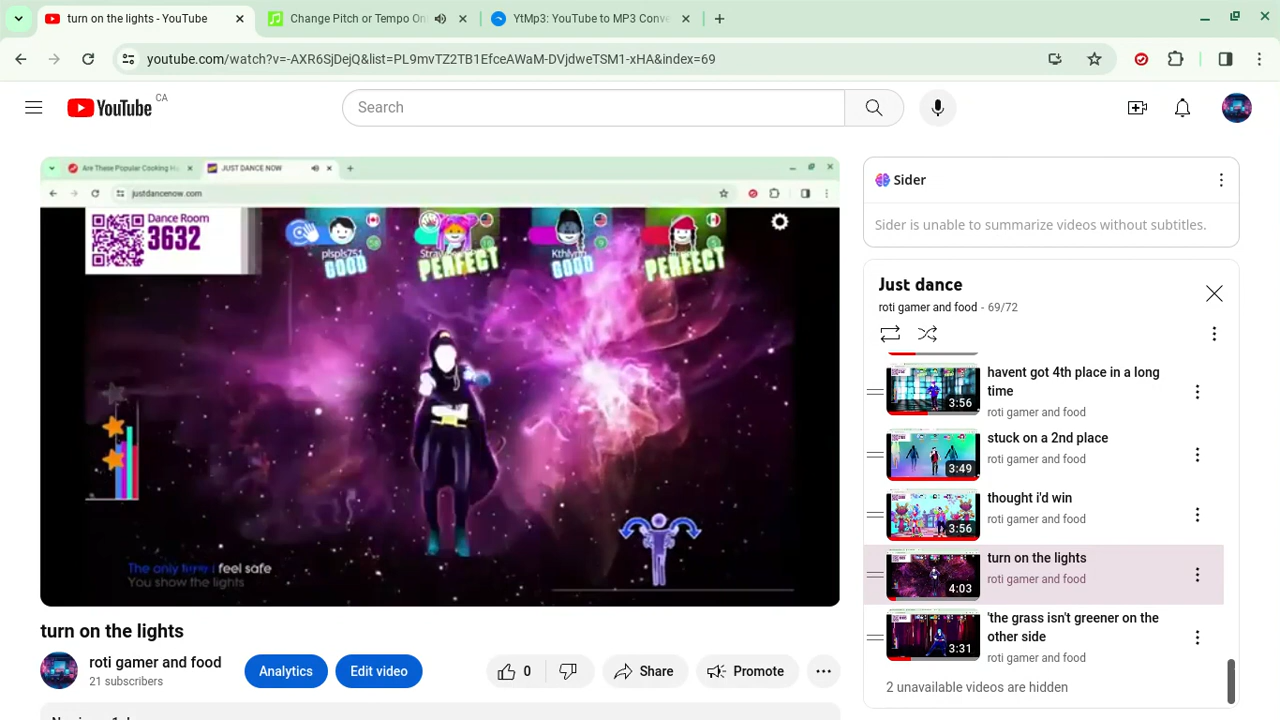 turn on the lights - YouTube
Change Pitch or Tempo On
YtMp3: YouTube to MP3 Conve
youtube.com/watch?v=-AXR6SjDejQ&list=PL9mvTZ2TB1EfceAWaM-DVjdweTSM1-xHA&index=69
YouTube CA
Search
Are These Popular Cooking H
JUST DANCE NOW
justdancenow.com
Dance Room
3632
plspls751
Kthlynn
GOOD
PERFECT
GOOD
PERFECT
feel safe
You show the lights
turn on the lights
roti gamer and food
21 subscribers
Analytics
Edit video
0
Share
Promote
Sider
Sider is unable to summarize videos without subtitles.
Just dance
roti gamer and food - 69/72
havent got 4th place in a long
time
roti gamer and food
3:56
stuck on a 2nd place
roti gamer and food
3:49
thought i'd win
roti gamer and food
3:56
turn on the lights
roti gamer and food
4:03
'the grass isn't greener on the
other side
roti gamer and food
3:31
2 unavailable videos are hidden